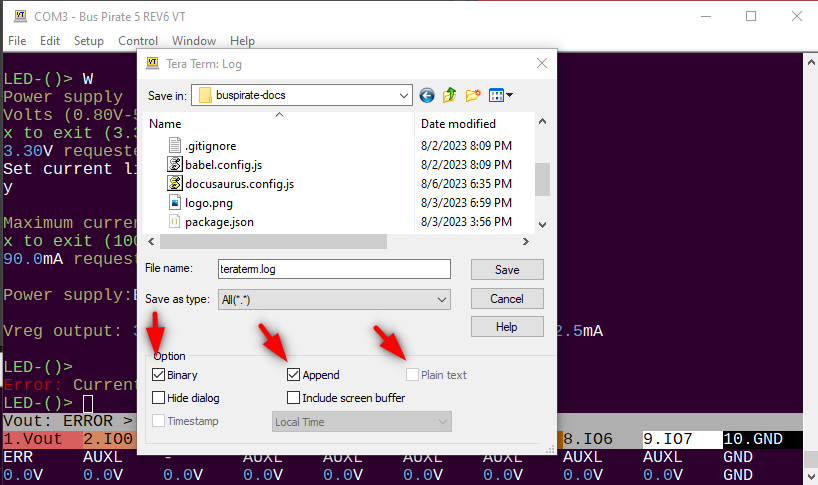 COM3 - Bus Pirate 5 REV6 VT
File Edit Setup Control Window Help
LED-()> W
Power supply
Volts (0.80V-5
x to exit (3.3
3.30V requeste
Set current li
y
Maximum curren
x to exit (100
90.0mA request
Power supply:E
Vreg output: 3
2.5mA
LED-()>
Error: Current
LED-()>
Vout: ERROR >
1.Vout 2.IO0 8.IO6 9.IO7 10.GND
ERR AUXL - AUXL AUXL AUXL AUXL AUXL AUXL GND
0.0V 0.0V 0.0V 0.0V 0.0V 0.0V 0.0V 0.0V 0.0V GND
Tera Term: Log
Save in: buspirate-docs
Name Date modified
.gitignore 8/2/2023 8:09 PM
babel.config.js 8/2/2023 8:09 PM
docusaurus.config.js 8/6/2023 6:35 PM
logo.png 8/3/2023 6:59 PM
package.json 8/3/2023 3:56 PM
File name: teraterm.log Save
Save as type: All(*.*) Cancel
Help
Option
Binary Append Plain text
Hide dialog Include screen buffer
Timestamp Local Time